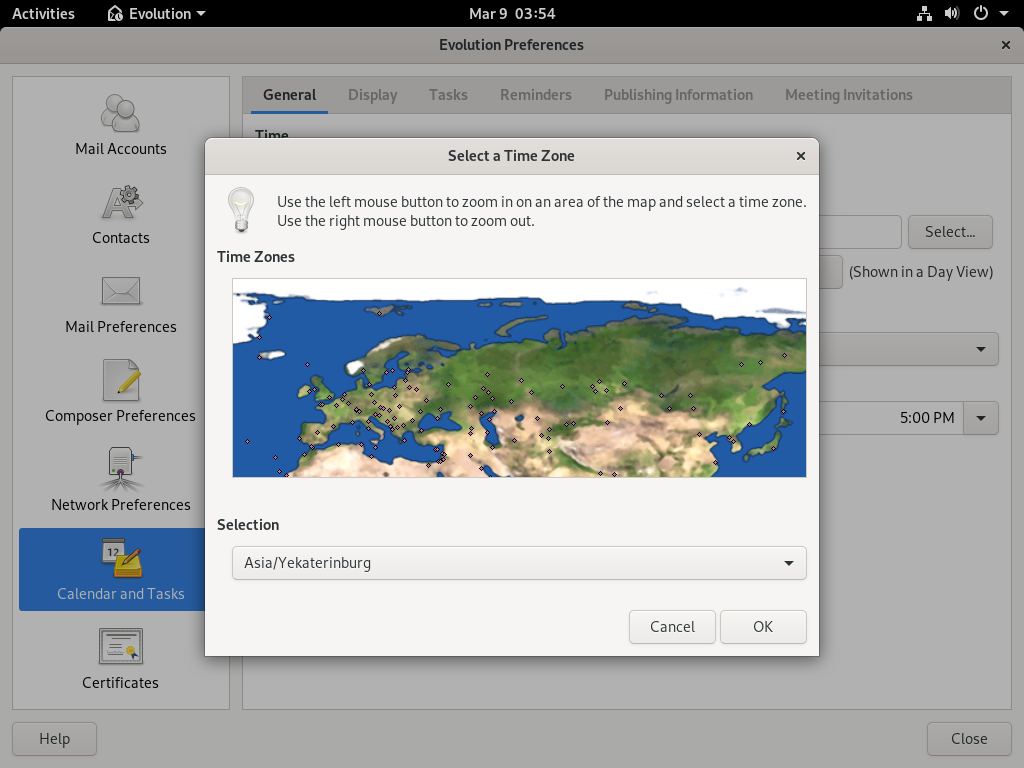 Activities
Evolution
Mar 9 03:54
Evolution Preferences
Mail Accounts
Contacts
Mail Preferences
Composer Preferences
Network Preferences
12
Calendar and Tasks
Certificates
General Display Tasks Reminders Publishing Information Meeting Invitations
Time
Select...
(Shown in a Day View)
5:00 PM
Select a Time Zone
Use the left mouse button to zoom in on an area of the map and select a time zone.
Use the right mouse button to zoom out.
Time Zones
Selection
Asia/Yekaterinburg
Cancel
OK
Help
Close